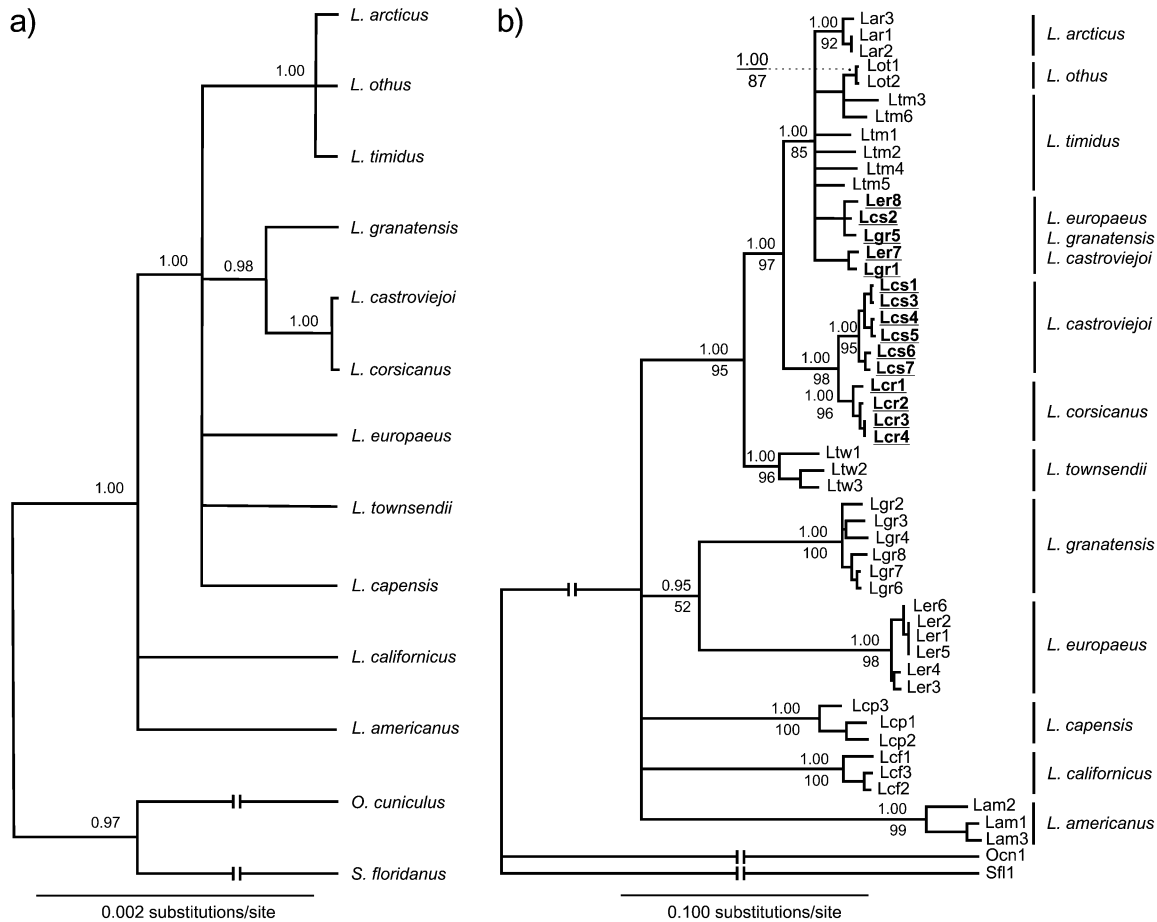 a)
L. arcticus
1.00
L. othus
L. timidus
L. granatensis
1.00
0.98
L. castroviejoi
1.00
L. corsicanus
L. europaeus
1.00
L. townsendii
L. capensis
L. californicus
L. americanus
O. cuniculus
0.97
S. floridanus
0.002 substitutions/site
b)
Lar3
1.00
Lar1
92
Lar2
L. arcticus
1.00
87
Lot1
Lot2
L. othus
Ltm3
Ltm6
1.00
85
Ltm1
Ltm2
Ltm4
Ltm5
L. timidus
Ler8
Lcs2
Lgr5
Ler7
Lgr1
L. europaeus
L. granatensis
L. castroviejoi
1.00
97
Lcs1
Lcs3
Lcs4
1.00
95
Lcs5
Lcs6
Lcs7
L. castroviejoi
1.00
98
1.00
96
Lcr1
Lcr2
Lcr3
Lcr4
L. corsicanus
1.00
95
1.00
96
Ltw1
Ltw2
Ltw3
L. townsendii
Lgr2
Lgr3
1.00
100
Lgr4
Lgr8
Lgr7
Lgr6
L. granatensis
0.95
52
Ler6
Ler2
1.00
98
Ler1
Ler5
Ler4
Ler3
L. europaeus
1.00
100
Lcp3
Lcp1
Lcp2
L. capensis
1.00
100
Lcf1
Lcf3
Lcf2
L. californicus
1.00
99
Lam2
Lam1
Lam3
L. americanus
Ocn1
Sfl1
0.100 substitutions/site